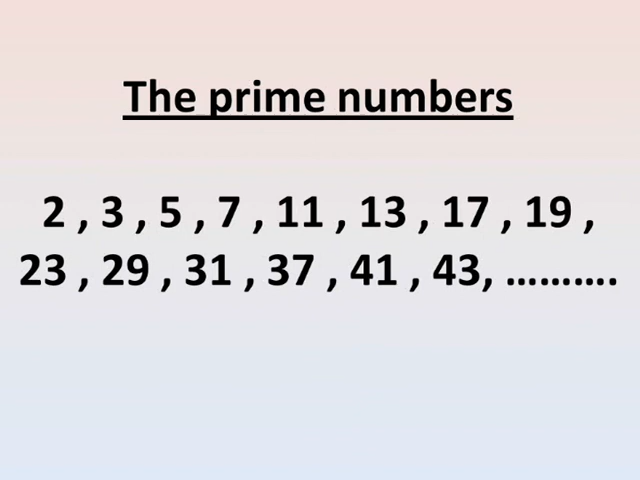 The prime numbers
2 , 3 , 5 , 7 , 11 , 13 , 17 , 19 ,
23 , 29 , 31 , 37 , 41 , 43, ……….